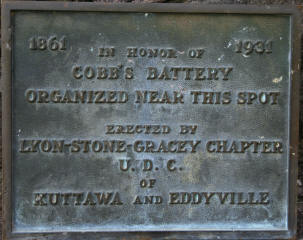 1861 1931
IN HONOR OF
COBB'S BATTERY
ORGANIZED NEAR THIS SPOT
ERECTED BY
LYON-STONE-GRACEY CHAPTER
U. D. C.
OF
KUTTAWA AND EDDYVILLE